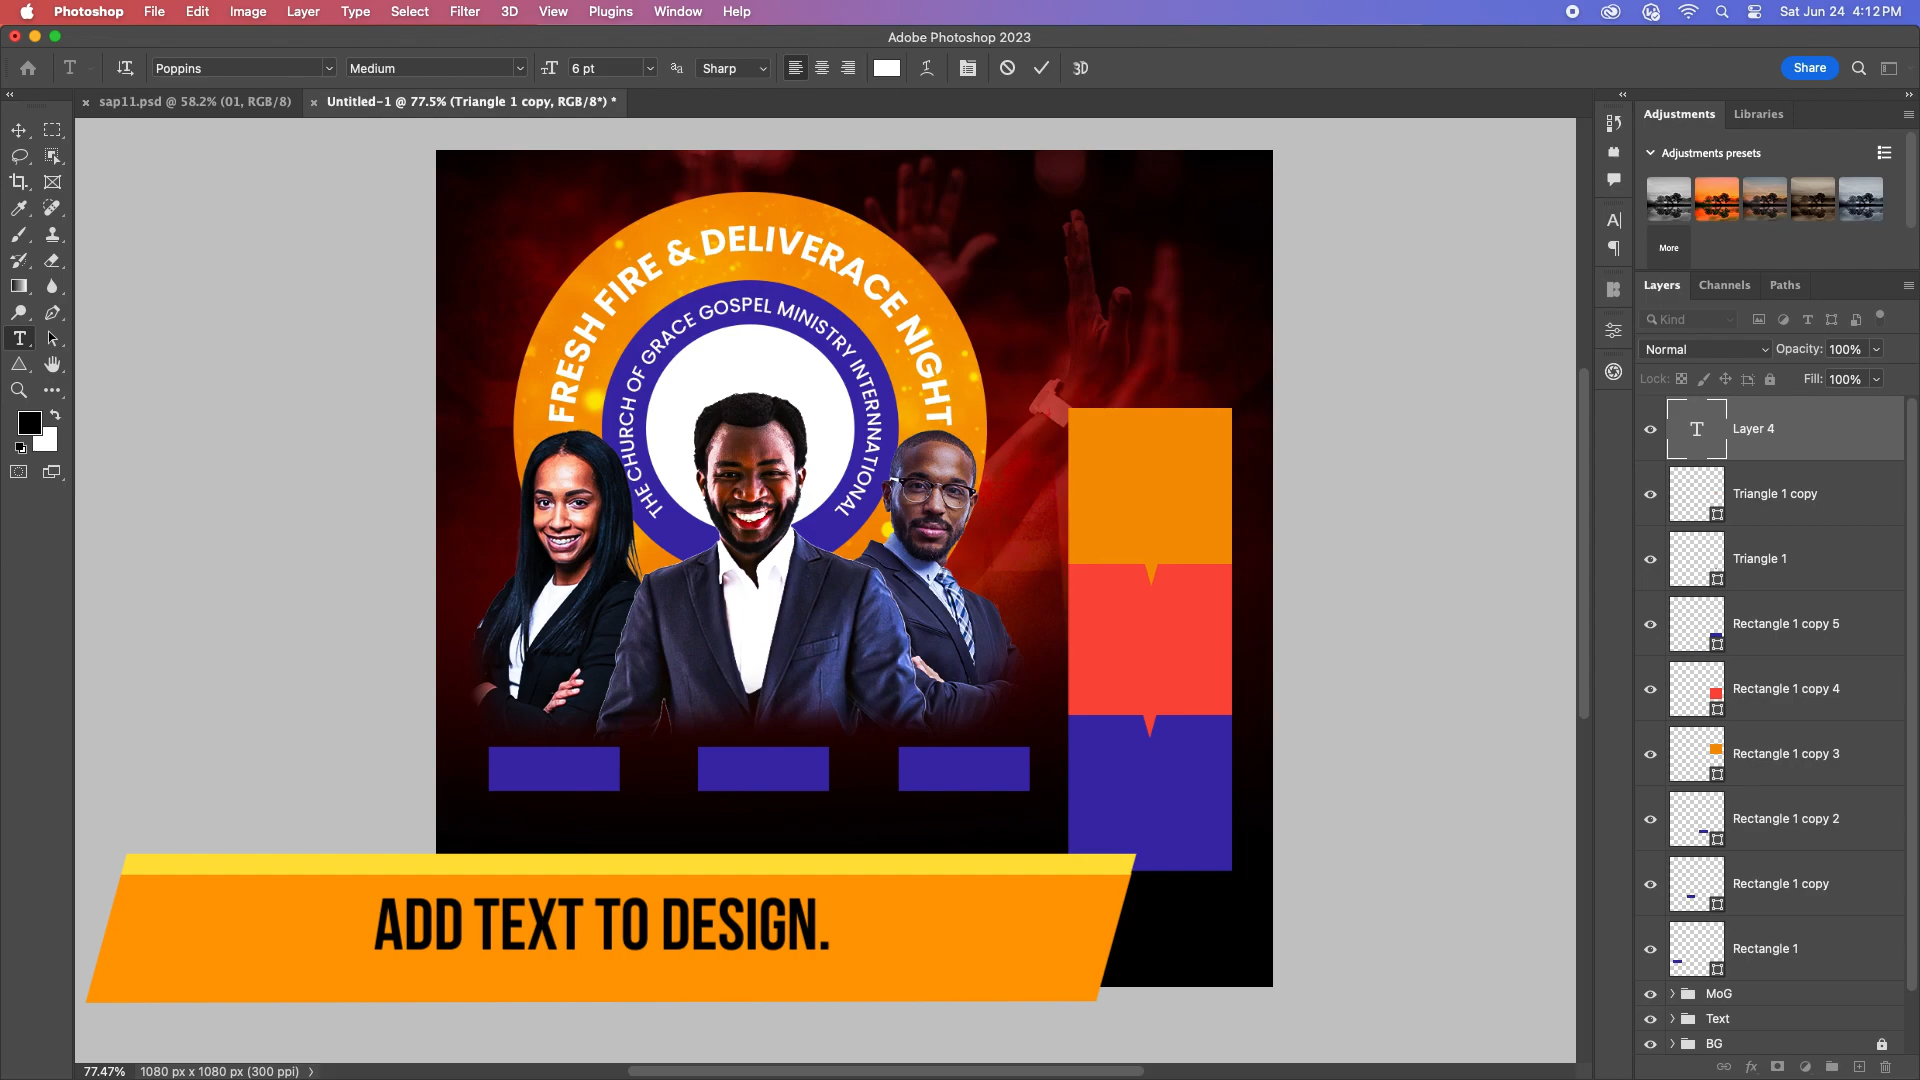 Photoshop File Edit Image Layer Type Select Filter 3D View Plugins Window Help Sat Jun 24 4:12 PM
Adobe Photoshop 2023
Poppins Medium 6 pt Sharp 3D Share
sap11.psd @ 58.2% (01, RGB/8) Untitled-1 @ 77.5% (Triangle 1 copy, RGB/8*) *
Adjustments Libraries
Adjustments presets
More
Layers Channels Paths
Kind
Normal Opacity: 100%
Lock: Fill: 100%
Layer 4
Triangle 1 copy
Triangle 1
Rectangle 1 copy 5
Rectangle 1 copy 4
Rectangle 1 copy 3
Rectangle 1 copy 2
Rectangle 1 copy
Rectangle 1
MoG
Text
BG
FRESH FIRE & DELIVERACE NIGHT
THE CHURCH OF GRACE GOSPEL MINISTRY INTERNNATIONAL
ADD TEXT TO DESIGN.
77.47% 1080 px x 1080 px (300 ppi)